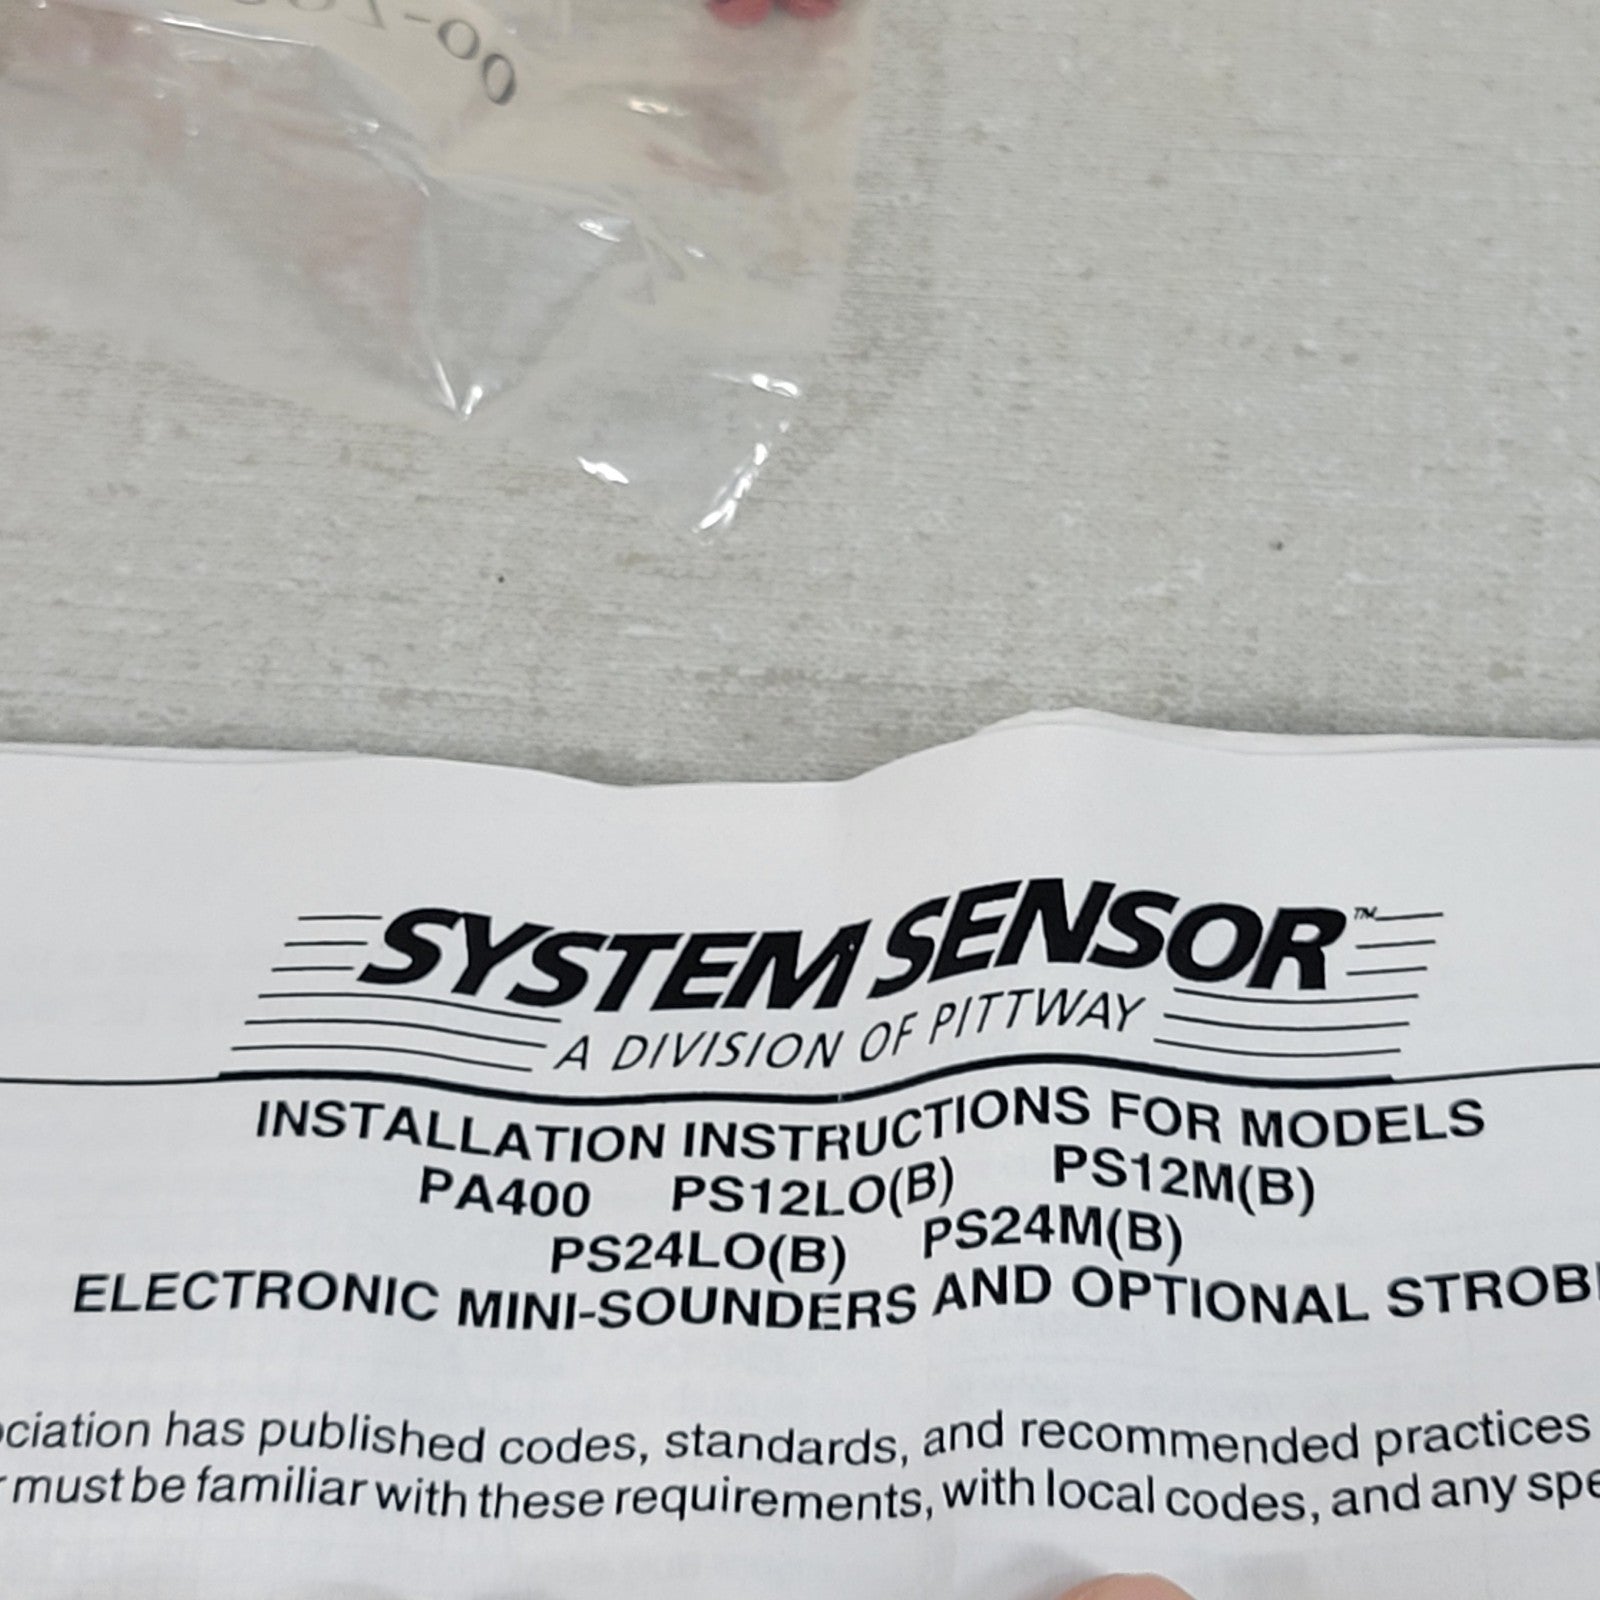 -00
SYSTEM SENSOR™
A DIVISION OF PITTWAY
INSTALLATION INSTRUCTIONS FOR MODELS
PA400 PS12LO(B) PS12M(B)
PS24LO(B) PS24M(B)
ELECTRONIC MINI-SOUNDERS AND OPTIONAL STROB
ociation has published codes, standards, and recommended practices
r must be familiar with these requirements, with local codes, and any spe